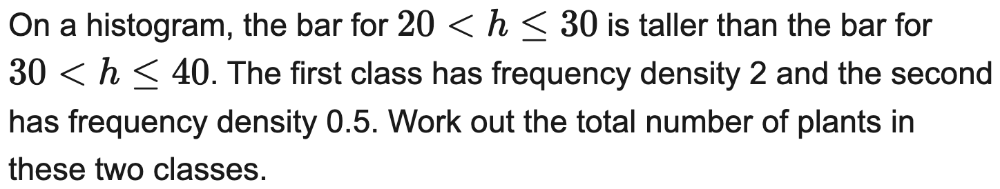 On a histogram, the bar for 20 < h ≤ 30 is taller than the bar for
30 < h ≤ 40. The first class has frequency density 2 and the second
has frequency density 0.5. Work out the total number of plants in
these two classes.